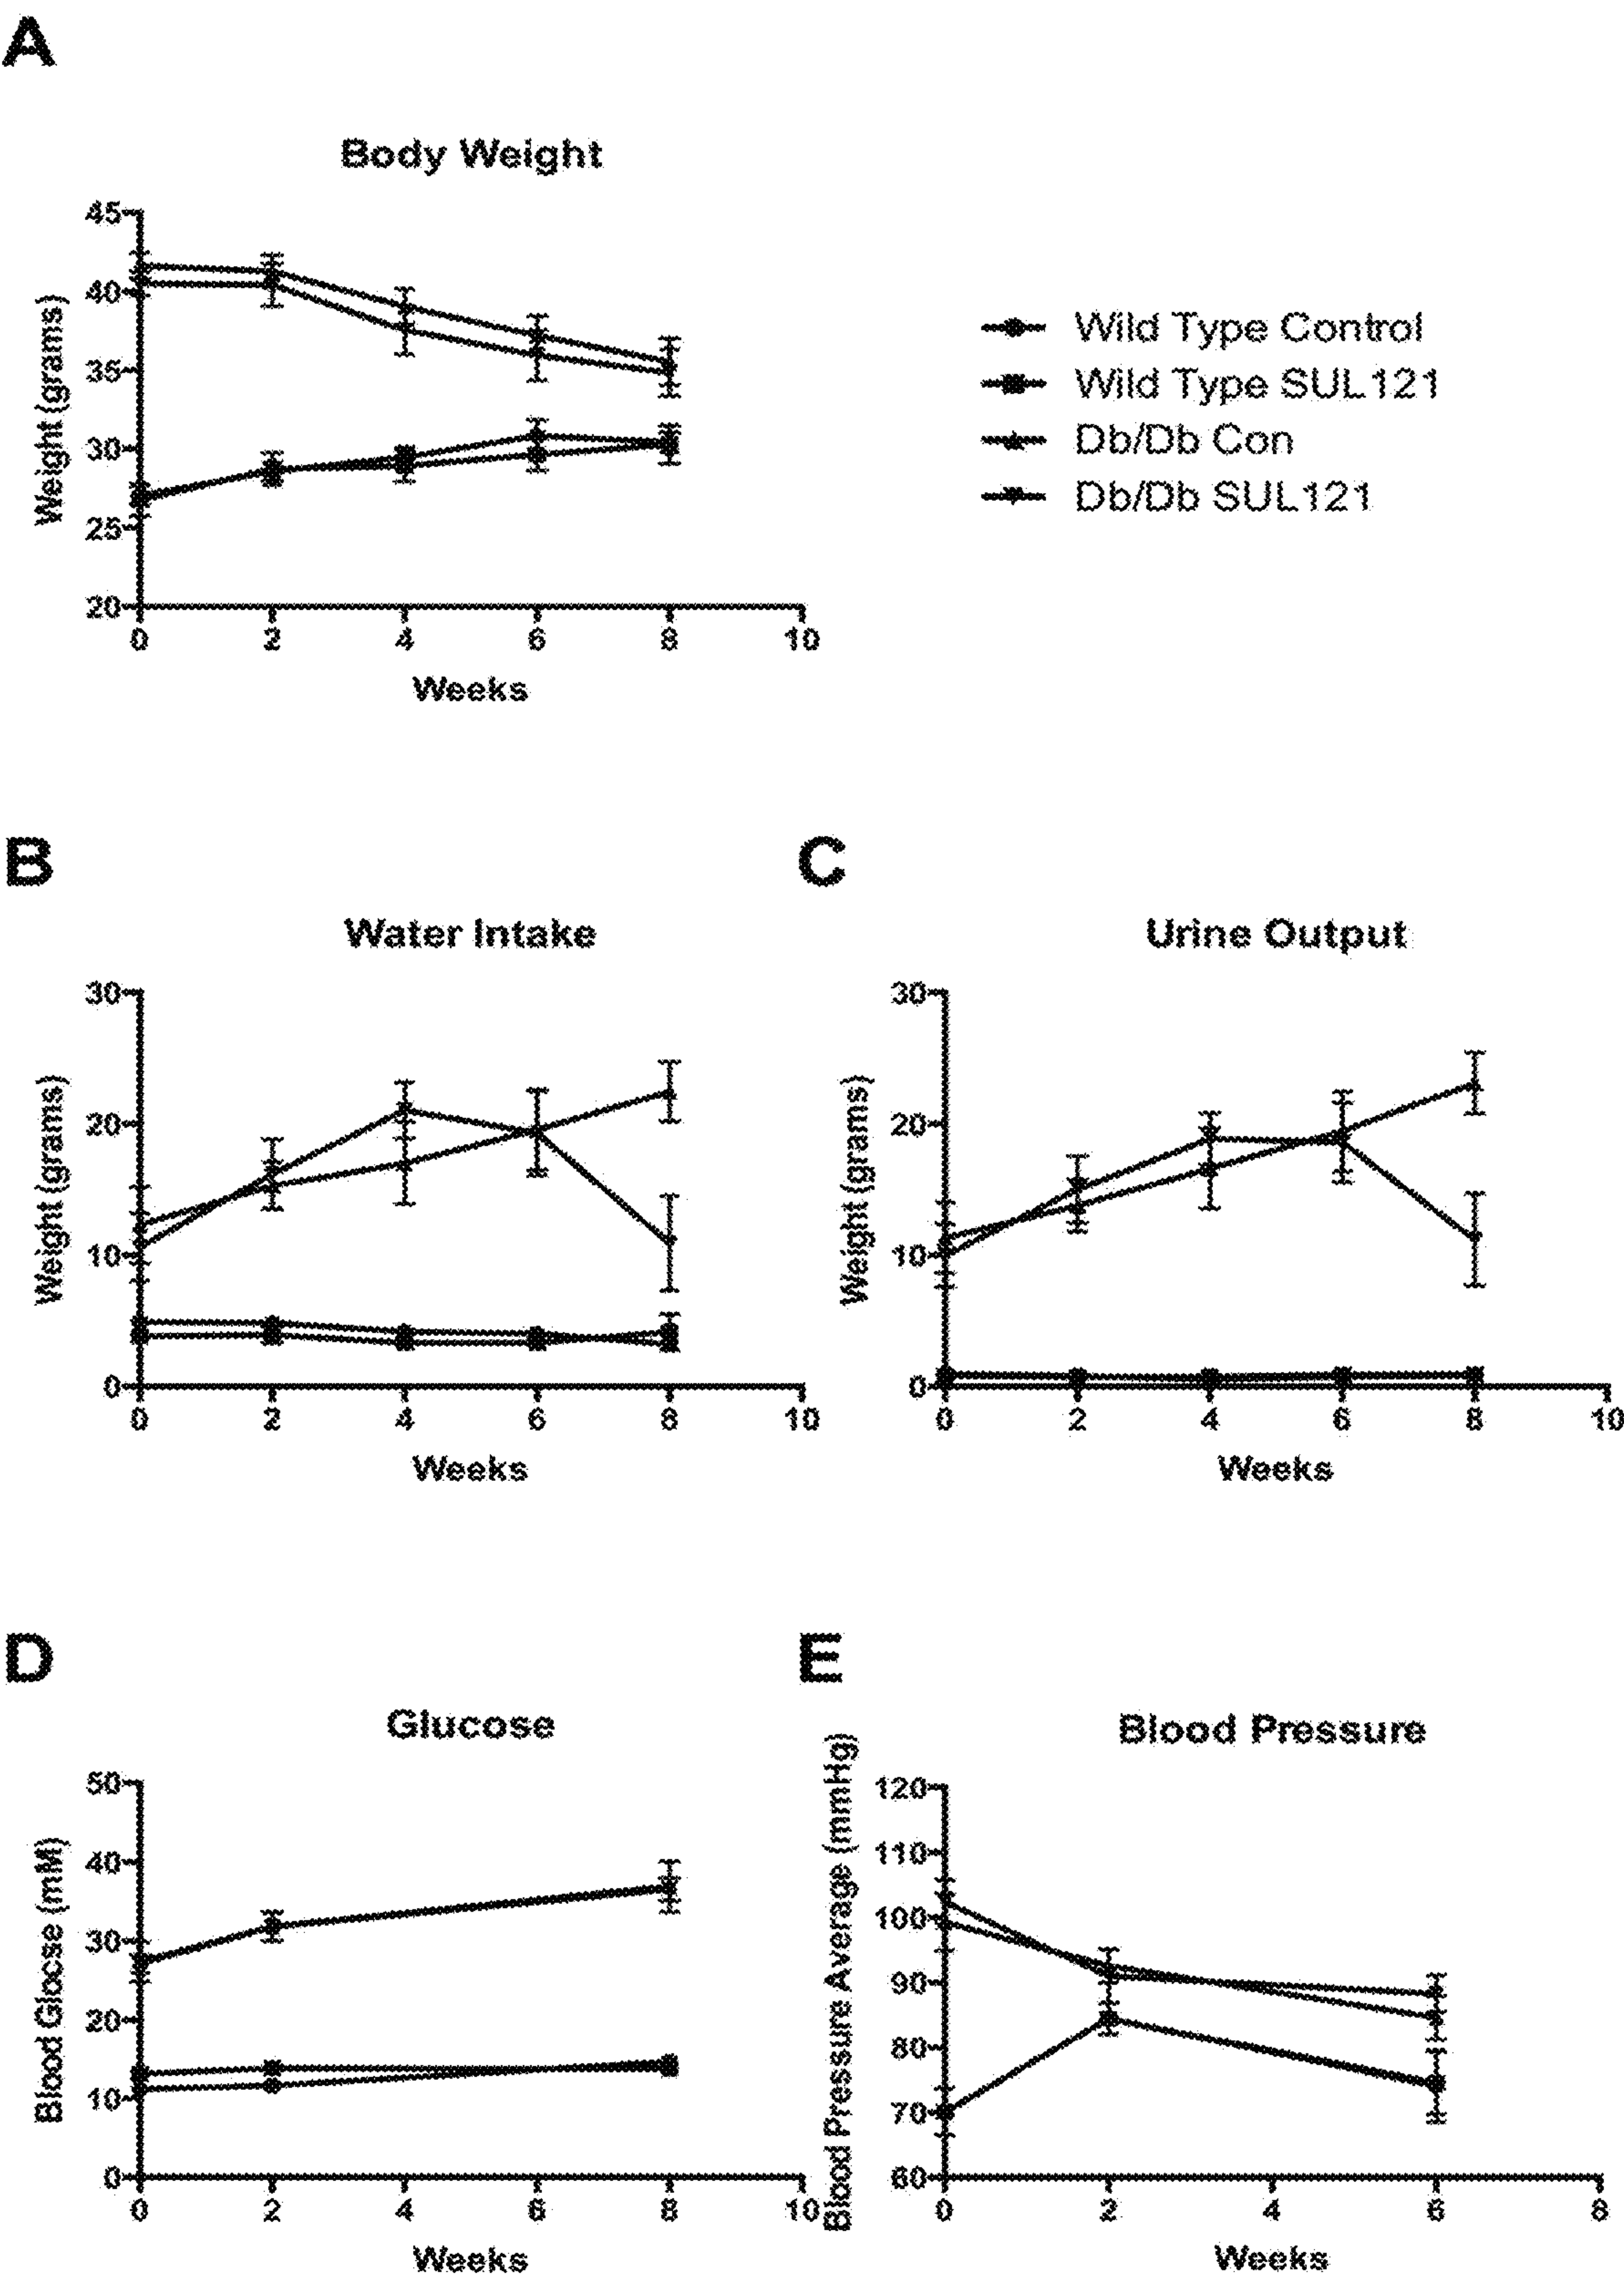 A
Body Weight
45
40
35
30
25
20
Weight (grams)
0 2 4 6 8 10
Weeks
Wild Type Control
Wild Type SUL121
Db/Db Con
Db/Db SUL121
B
Water Intake
30
20
10
0
Weight (grams)
0 2 4 6 8 10
Weeks
C
Urine Output
30
20
10
0
Weight (grams)
0 2 4 6 8 10
Weeks
D
Glucose
50
40
30
20
10
0
Blood Glocse (mM)
0 2 4 6 8 10
Weeks
E
Blood Pressure
120
110
100
90
80
70
60
Blood Pressure Average (mmHg)
0 2 4 6 8
Weeks